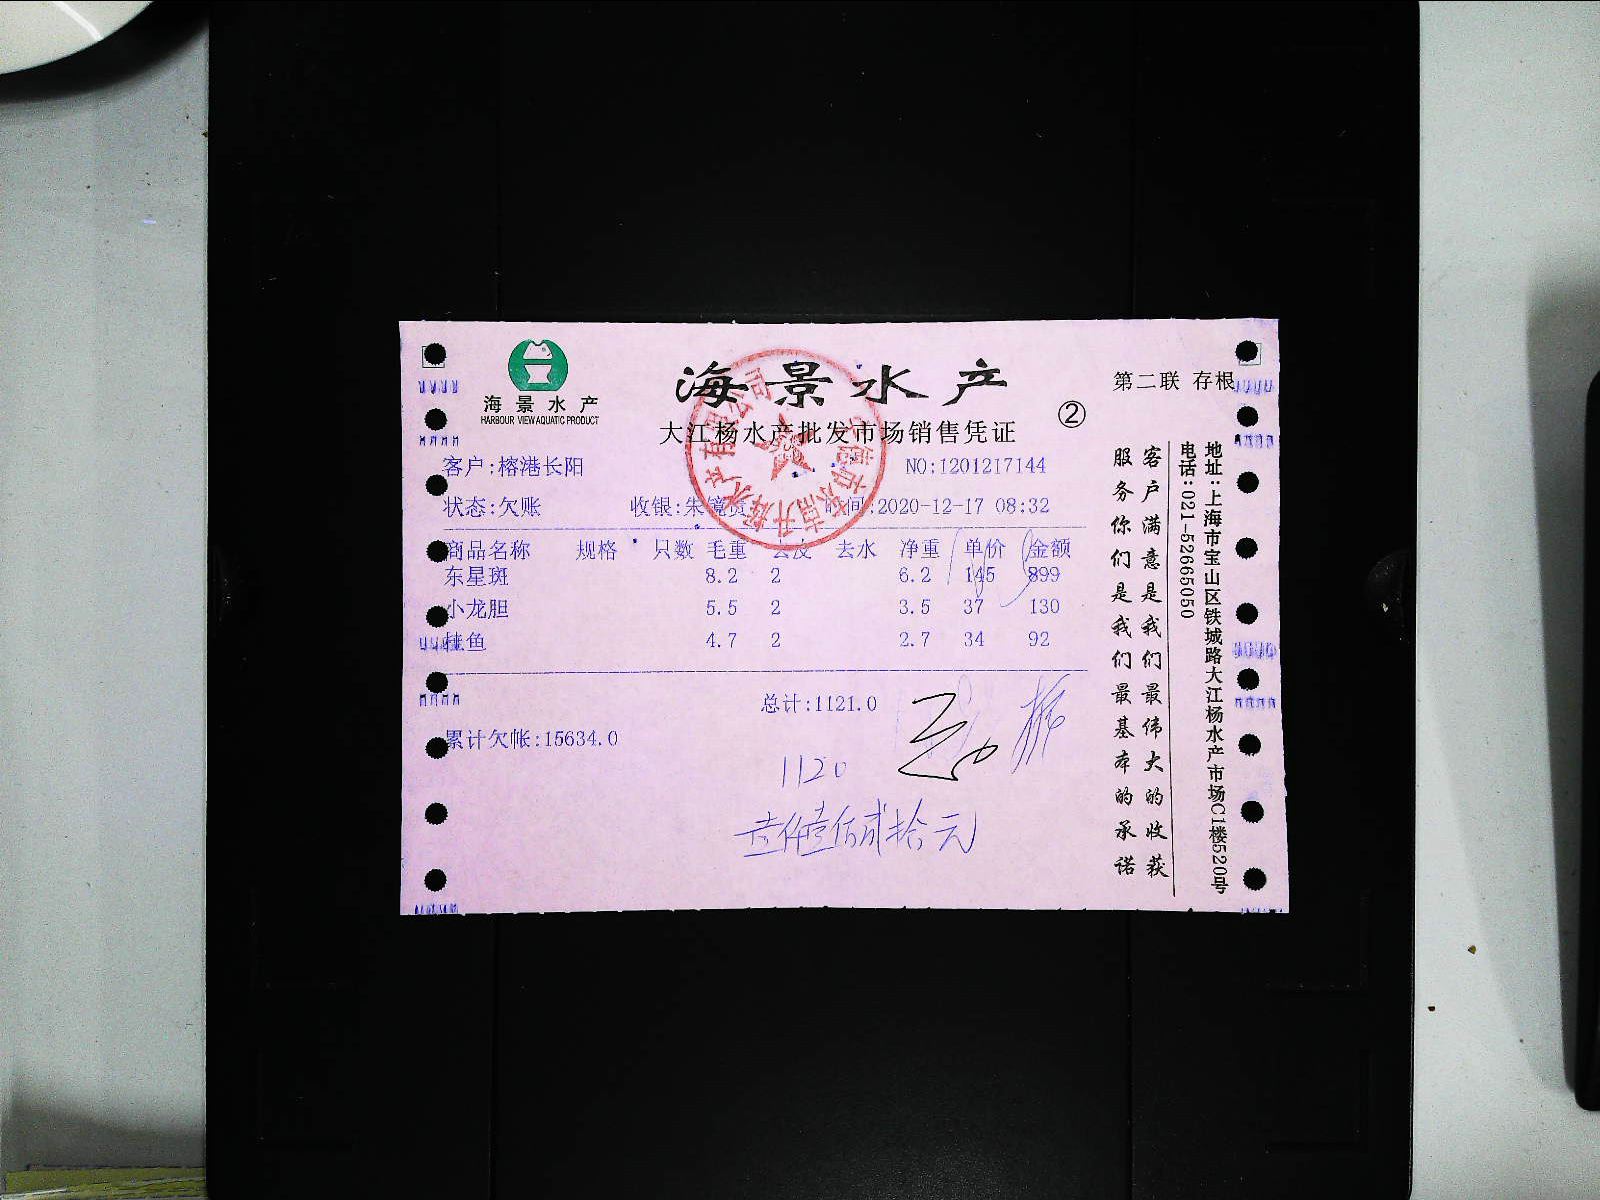 海景水产
HARBOUR VIEW AQUATIC PRODUCT
海景水产
大江杨水产批发市场销售凭证
②
第二联 存根
客户:榕港长阳
NO:1201217144
状态:欠账 收银:朱镜 时间:2020-12-17 08:32
商品名称 规格 只数 毛重 去皮 去水 净重 单价 金额
东星斑 8.2 2 6.2 145 899
小龙胆 5.5 2 3.5 37 130
桂鱼 4.7 2 2.7 34 92
总计:1121.0
累计欠帐:15634.0
1120
壹仟壹佰贰拾元
客户满意是我们最伟大的收获
服务你们是我们最基本的承诺
地址:上海市宝山区铁城路大江杨水产市场C1楼520号
电话:021-52665050